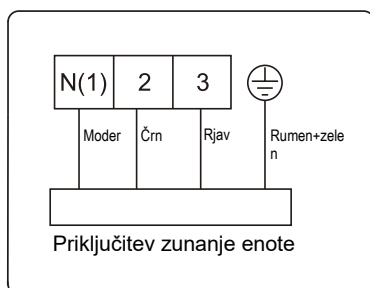 N(1) 2 3
Moder Črn Rjav Rumen+zele
n
Priključitev zunanje enote